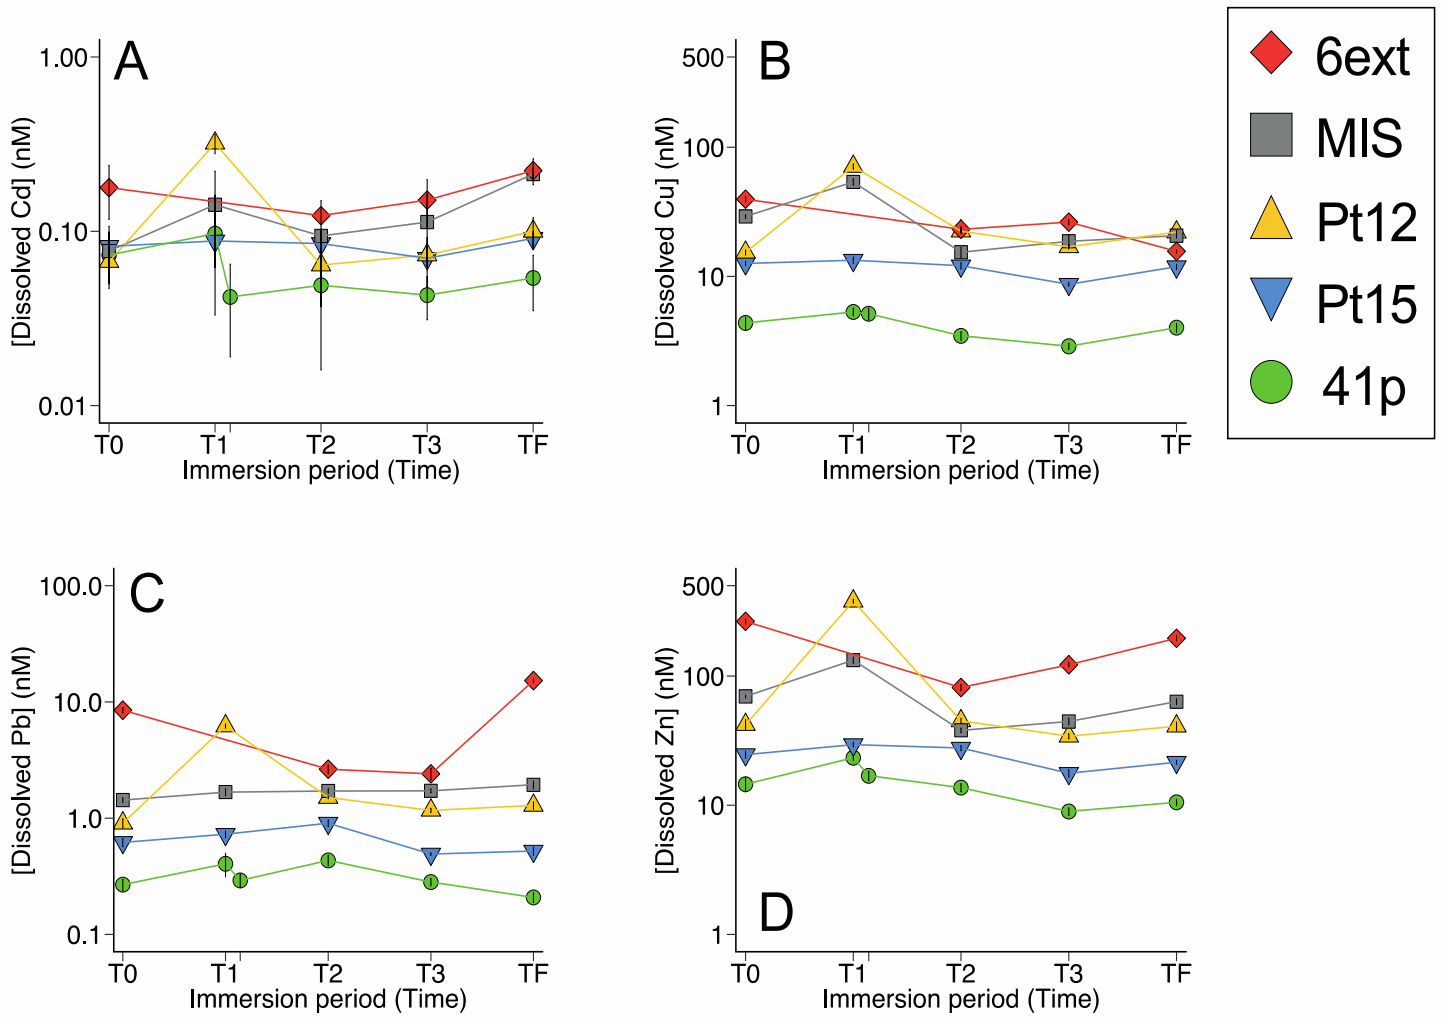 A
[Dissolved Cd] (nM)
1.00
0.10
0.01
T0 T1 T2 T3 TF
Immersion period (Time)
B
[Dissolved Cu] (nM)
500
100
10
1
T0 T1 T2 T3 TF
Immersion period (Time)
6ext
MIS
Pt12
Pt15
41p
C
[Dissolved Pb] (nM)
100.0
10.0
1.0
0.1
T0 T1 T2 T3 TF
Immersion period (Time)
D
[Dissolved Zn] (nM)
500
100
10
1
T0 T1 T2 T3 TF
Immersion period (Time)